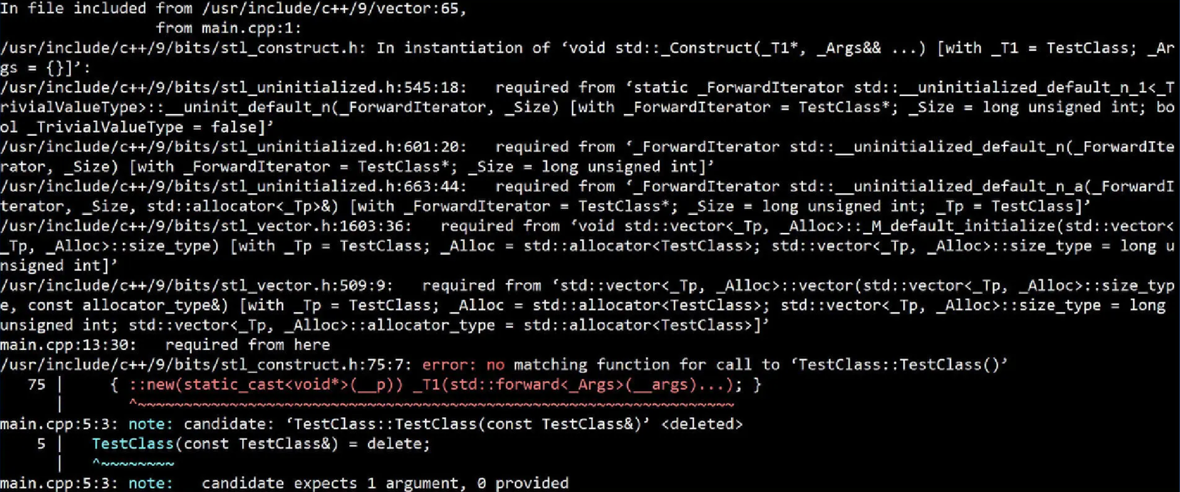 In file included from /usr/include/c++/9/vector:65,
                 from main.cpp:1:
/usr/include/c++/9/bits/stl_construct.h: In instantiation of ‘void std::_Construct(_T1*, _Args&& ...) [with _T1 = TestClass; _Ar
gs = {}]’:
/usr/include/c++/9/bits/stl_uninitialized.h:545:18:   required from ‘static _ForwardIterator std::__uninitialized_default_n_1<_T
rivialValueType>::__uninit_default_n(_ForwardIterator, _Size) [with _ForwardIterator = TestClass*; _Size = long unsigned int; bo
ol _TrivialValueType = false]’
/usr/include/c++/9/bits/stl_uninitialized.h:601:20:   required from ‘_ForwardIterator std::__uninitialized_default_n(_ForwardIte
rator, _Size) [with _ForwardIterator = TestClass*; _Size = long unsigned int]’
/usr/include/c++/9/bits/stl_uninitialized.h:663:44:   required from ‘_ForwardIterator std::__uninitialized_default_n_a(_ForwardI
terator, _Size, std::allocator<_Tp>&) [with _ForwardIterator = TestClass*; _Size = long unsigned int; _Tp = TestClass]’
/usr/include/c++/9/bits/stl_vector.h:1603:36:   required from ‘void std::vector<_Tp, _Alloc>::_M_default_initialize(std::vector<
_Tp, _Alloc>::size_type) [with _Tp = TestClass; _Alloc = std::allocator<TestClass>; std::vector<_Tp, _Alloc>::size_type = long u
nsigned int]’
/usr/include/c++/9/bits/stl_vector.h:509:9:   required from ‘std::vector<_Tp, _Alloc>::vector(std::vector<_Tp, _Alloc>::size_typ
e, const allocator_type&) [with _Tp = TestClass; _Alloc = std::allocator<TestClass>; std::vector<_Tp, _Alloc>::size_type = long 
unsigned int; std::vector<_Tp, _Alloc>::allocator_type = std::allocator<TestClass>]’
main.cpp:13:30:   required from here
/usr/include/c++/9/bits/stl_construct.h:75:7: error: no matching function for call to ‘TestClass::TestClass()’
   75 |     { ::new(static_cast<void*>(__p)) _T1(std::forward<_Args>(__args)...); }
      |       ^~~~~~~~~~~~~~~~~~~~~~~~~~~~~~~~~~~~~~~~~~~~~~~~~~~~~~~~~~~~~~~~~
main.cpp:5:3: note: candidate: ‘TestClass::TestClass(const TestClass&)’ <deleted>
    5 |   TestClass(const TestClass&) = delete;
      |   ^~~~~~~~~
main.cpp:5:3: note:   candidate expects 1 argument, 0 provided